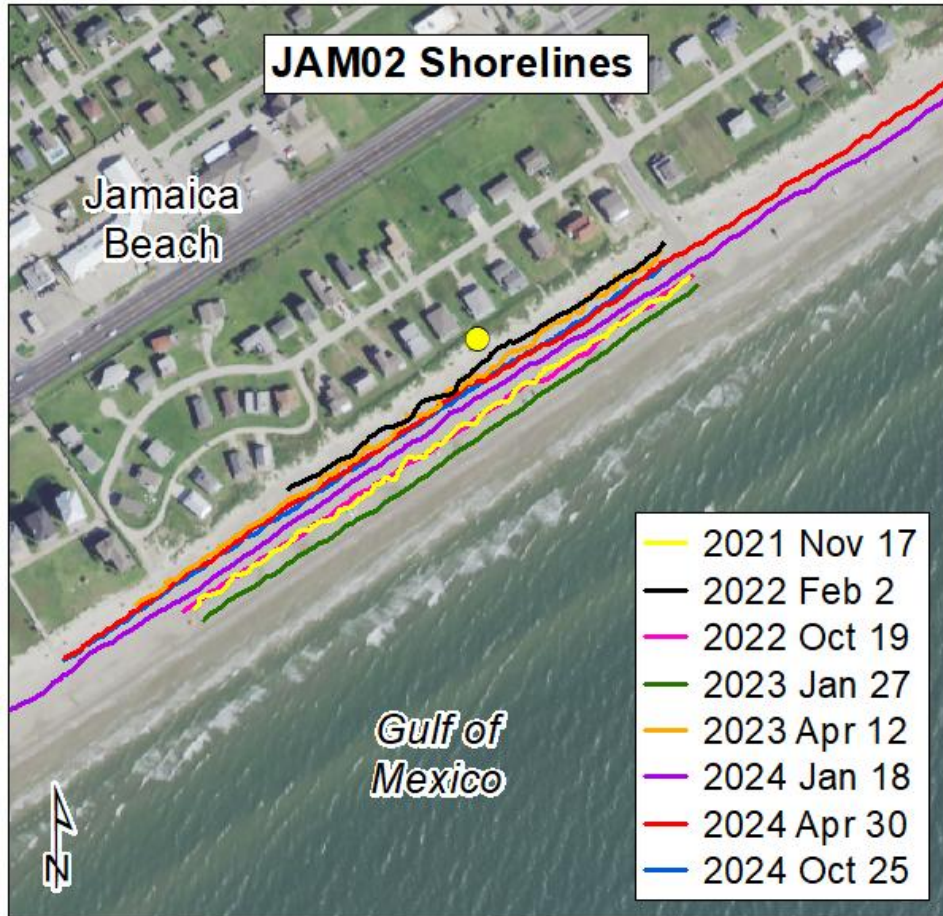 JAM02 Shorelines
Jamaica
Beach
Gulf of
Mexico
N
2021 Nov 17
2022 Feb 2
2022 Oct 19
2023 Jan 27
2023 Apr 12
2024 Jan 18
2024 Apr 30
2024 Oct 25